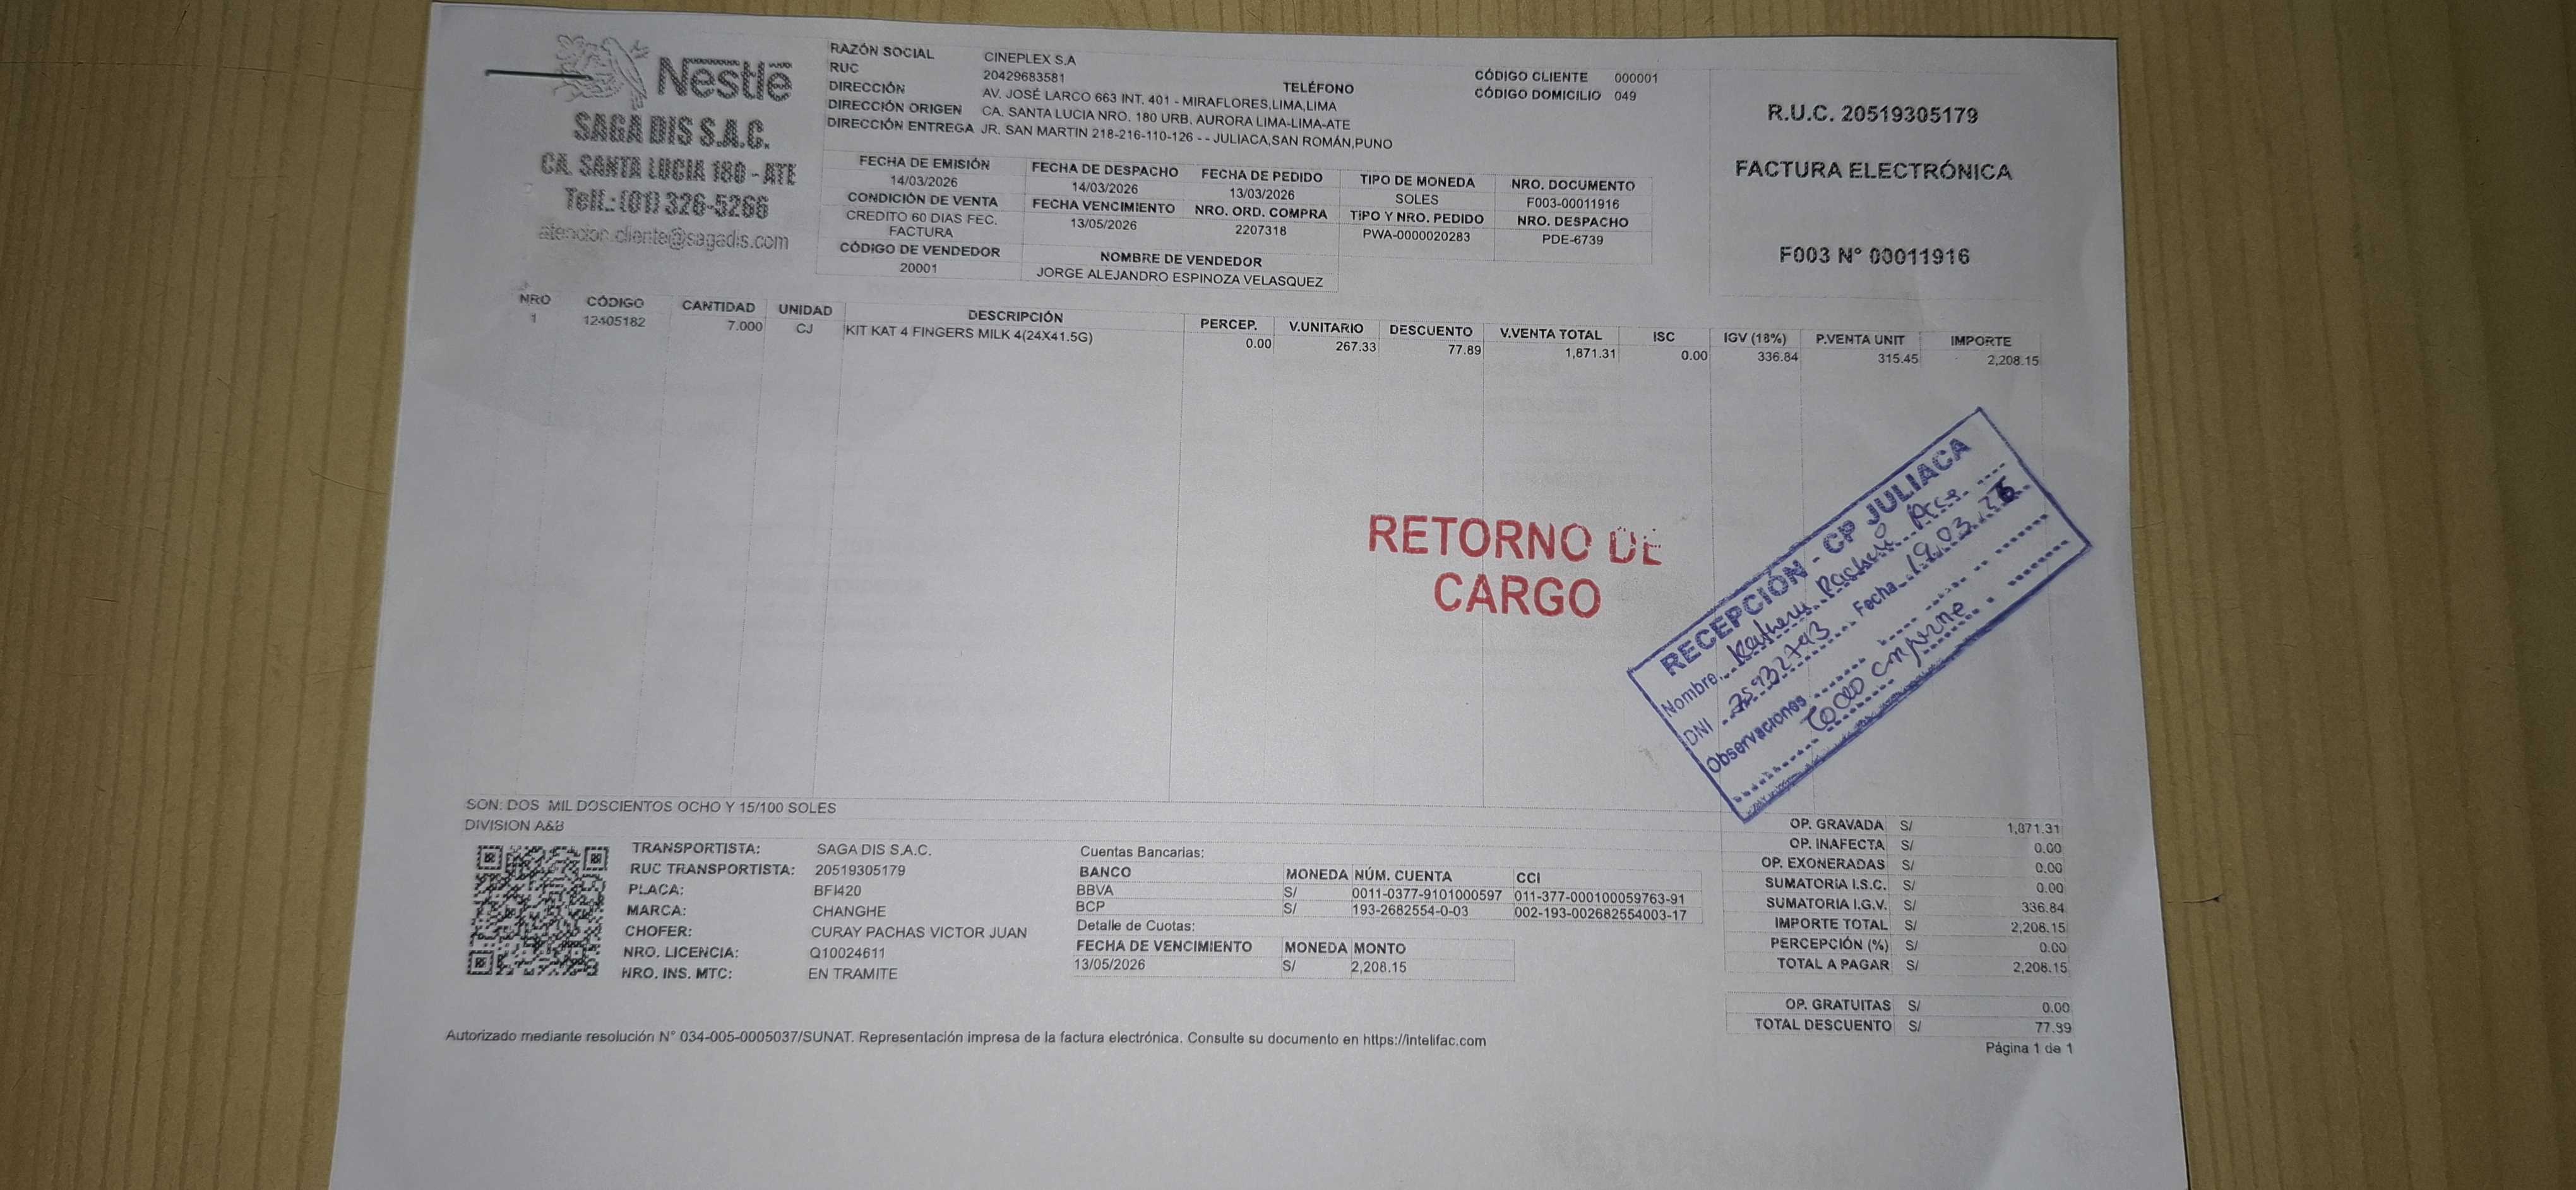 Nestlé
SAGA DIS S.A.C.
CA. SANTA LUCIA 180 - ATE
Telf.: (01) 326-5266
atencion.cliente@sagadis.com
RAZÓN SOCIAL CINEPLEX S.A
RUC 20429683581
DIRECCIÓN AV. JOSÉ LARCO 663 INT. 401 - MIRAFLORES,LIMA,LIMA
TELÉFONO
DIRECCIÓN ORIGEN CA. SANTA LUCIA NRO. 180 URB. AURORA LIMA-LIMA-ATE
DIRECCIÓN ENTREGA JR. SAN MARTIN 218-216-110-126 - - JULIACA,SAN ROMÁN,PUNO
CÓDIGO CLIENTE 000001
CÓDIGO DOMICILIO 049
R.U.C. 20519305179
FACTURA ELECTRÓNICA
F003 N° 00011916
FECHA DE EMISIÓN FECHA DE DESPACHO FECHA DE PEDIDO TIPO DE MONEDA NRO. DOCUMENTO
14/03/2026 14/03/2026 13/03/2026 SOLES F003-00011916
CONDICIÓN DE VENTA FECHA VENCIMIENTO NRO. ORD. COMPRA TIPO Y NRO. PEDIDO NRO. DESPACHO
CREDITO 60 DIAS FEC. 13/05/2026 2207318 PWA-0000020283 PDE-6739
FACTURA
CÓDIGO DE VENDEDOR NOMBRE DE VENDEDOR
20001 JORGE ALEJANDRO ESPINOZA VELASQUEZ
NRO CÓDIGO CANTIDAD UNIDAD DESCRIPCIÓN PERCEP. V.UNITARIO DESCUENTO V.VENTA TOTAL ISC IGV (18%) P.VENTA UNIT IMPORTE
1 12405182 7.000 CJ KIT KAT 4 FINGERS MILK 4(24X41.5G) 0.00 267.33 77.89 1,871.31 0.00 336.84 315.45 2,208.15
RETORNO DE
CARGO
RECEPCIÓN - CP JULIACA
Nombre
DNI Fecha 19.03.26
Observaciones
Todo conforme
SON: DOS MIL DOSCIENTOS OCHO Y 15/100 SOLES
DIVISION A&B
TRANSPORTISTA: SAGA DIS S.A.C.
RUC TRANSPORTISTA: 20519305179
PLACA: BFI420
MARCA: CHANGHE
CHOFER: CURAY PACHAS VICTOR JUAN
NRO. LICENCIA: Q10024611
NRO. INS. MTC: EN TRAMITE
Cuentas Bancarias:
BANCO MONEDA NÚM. CUENTA CCI
BBVA S/ 0011-0377-9101000597 011-377-000100059763-91
BCP S/ 193-2682554-0-03 002-193-002682554003-17
Detalle de Cuotas:
FECHA DE VENCIMIENTO MONEDA MONTO
13/05/2026 S/ 2,208.15
OP. GRAVADA S/ 1,871.31
OP. INAFECTA S/ 0.00
OP. EXONERADAS S/ 0.00
SUMATORIA I.S.C. S/ 0.00
SUMATORIA I.G.V. S/ 336.84
IMPORTE TOTAL S/ 2,208.15
PERCEPCIÓN (%) S/ 0.00
TOTAL A PAGAR S/ 2,208.15
OP. GRATUITAS S/ 0.00
TOTAL DESCUENTO S/ 77.89
Autorizado mediante resolución N° 034-005-0005037/SUNAT. Representación impresa de la factura electrónica. Consulte su documento en https://intelifac.com
Página 1 de 1